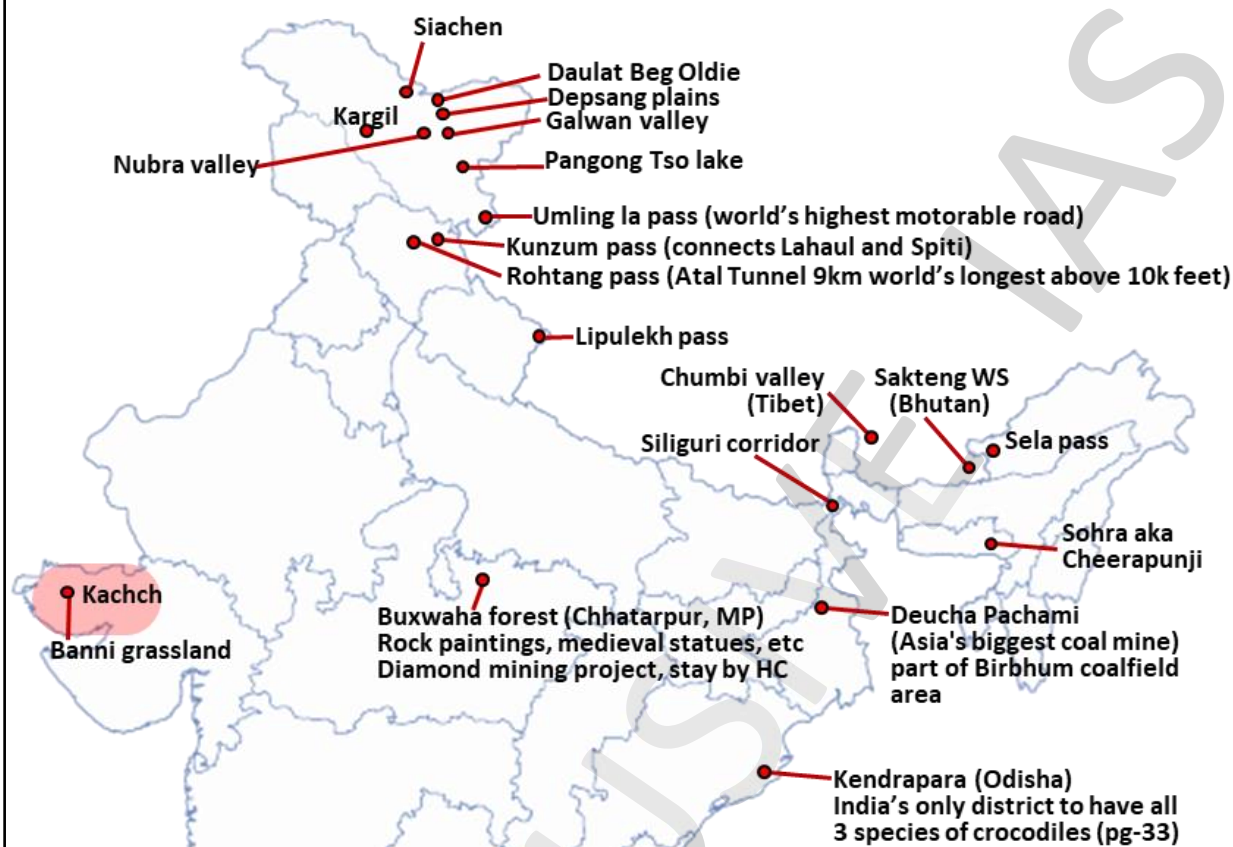 Siachen
Daulat Beg Oldie
Depsang plains
Kargil
Galwan valley
Nubra valley
Pangong Tso lake
Umling la pass (world's highest motorable road)
Kunzum pass (connects Lahaul and Spiti)
Rohtang pass (Atal Tunnel 9km world's longest above 10k feet)
Lipulekh pass
Chumbi valley
(Tibet)
Sakteng WS
(Bhutan)
Siliguri corridor
Sela pass
Sohra aka
Cheerapunji
Kachch
Banni grassland
Buxwaha forest (Chhatarpur, MP)
Rock paintings, medieval statues, etc
Diamond mining project, stay by HC
Deucha Pachami
(Asia's biggest coal mine)
part of Birbhum coalfield
area
Kendrapara (Odisha)
India's only district to have all
3 species of crocodiles (pg-33)
USIVE IAS